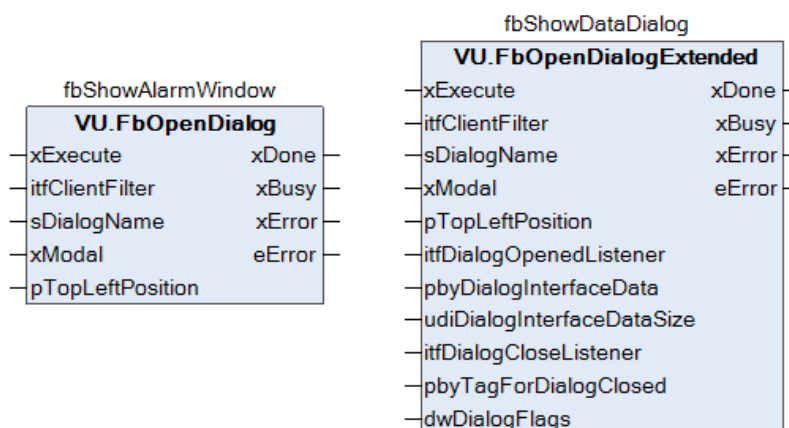 fbShowAlarmWindow
VU.FbOpenDialog
xExecute xDone
itfClientFilter xBusy
sDialogName xError
xModal eError
pTopLeftPosition
fbShowDataDialog
VU.FbOpenDialogExtended
xExecute xDone
itfClientFilter xBusy
sDialogName xError
xModal eError
pTopLeftPosition
itfDialogOpenedListener
pbyDialogInterfaceData
udiDialogInterfaceDataSize
itfDialogCloseListener
pbyTagForDialogClosed
dwDialogFlags